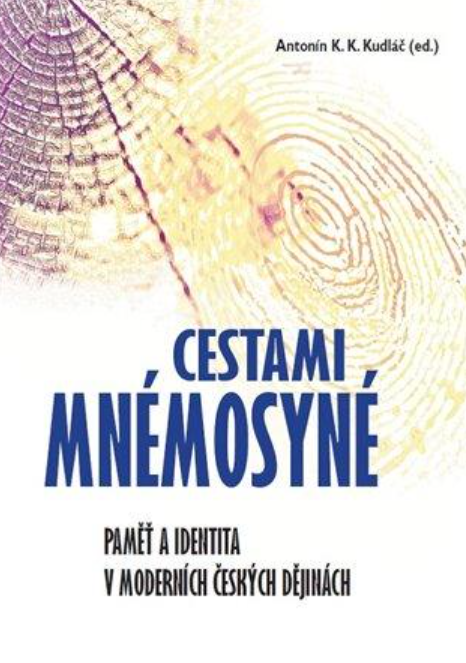 Antonín K. K. Kudláč (ed.)
CESTAMI
MNÉMOSYNÉ
PAMĚŤ A IDENTITA
V MODERNÍCH ČESKÝCH DĚJINÁCH